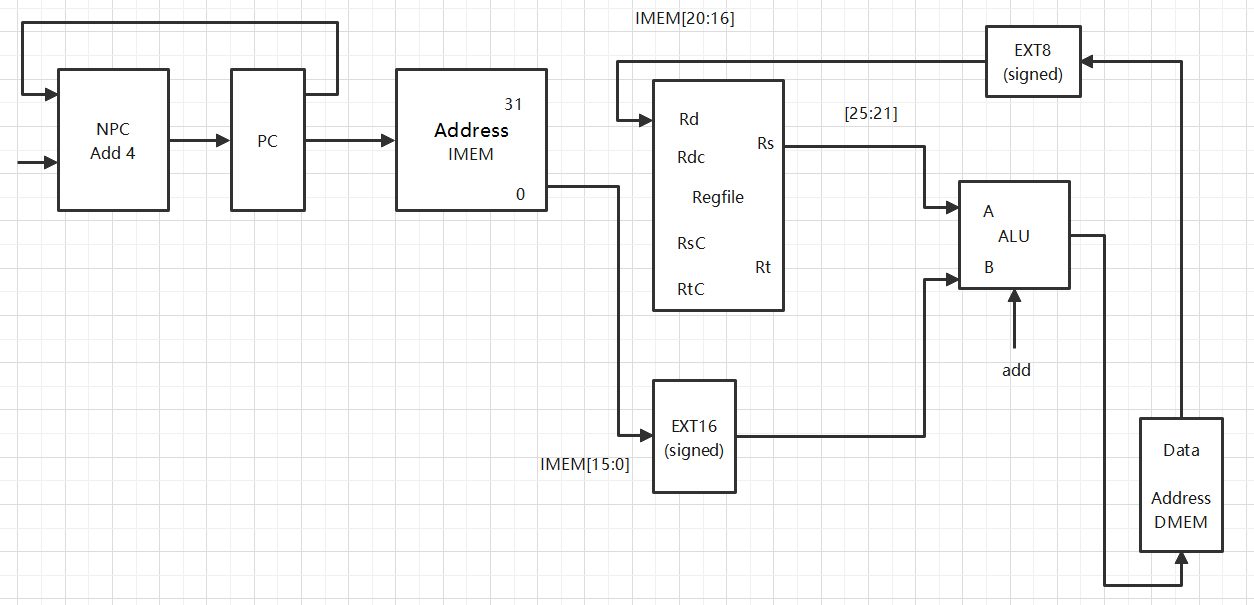 IMEM[20:16]
EXT8
(signed)
NPC
Add 4
PC
31
Address
IMEM
0
Rd
Rdc
Rs
Regfile
RsC
Rt
RtC
[25:21]
A
ALU
B
add
EXT16
(signed)
IMEM[15:0]
Data
Address
DMEM